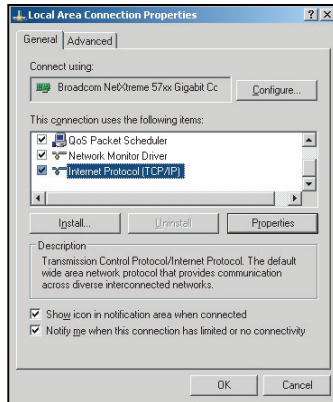 Local Area Connection Properties
General Advanced
Connect using:
Broadcom NetXtreme 57xx Gigabit Cc
Configure...
This connection uses the following items:
QoS Packet Scheduler
Network Monitor Driver
Internet Protocol (TCP/IP)
Install... Uninstall Properties
Description
Transmission Control Protocol/Internet Protocol. The default
wide area network protocol that provides communication
across diverse interconnected networks.
Show icon in notification area when connected
Notify me when this connection has limited or no connectivity
OK Cancel